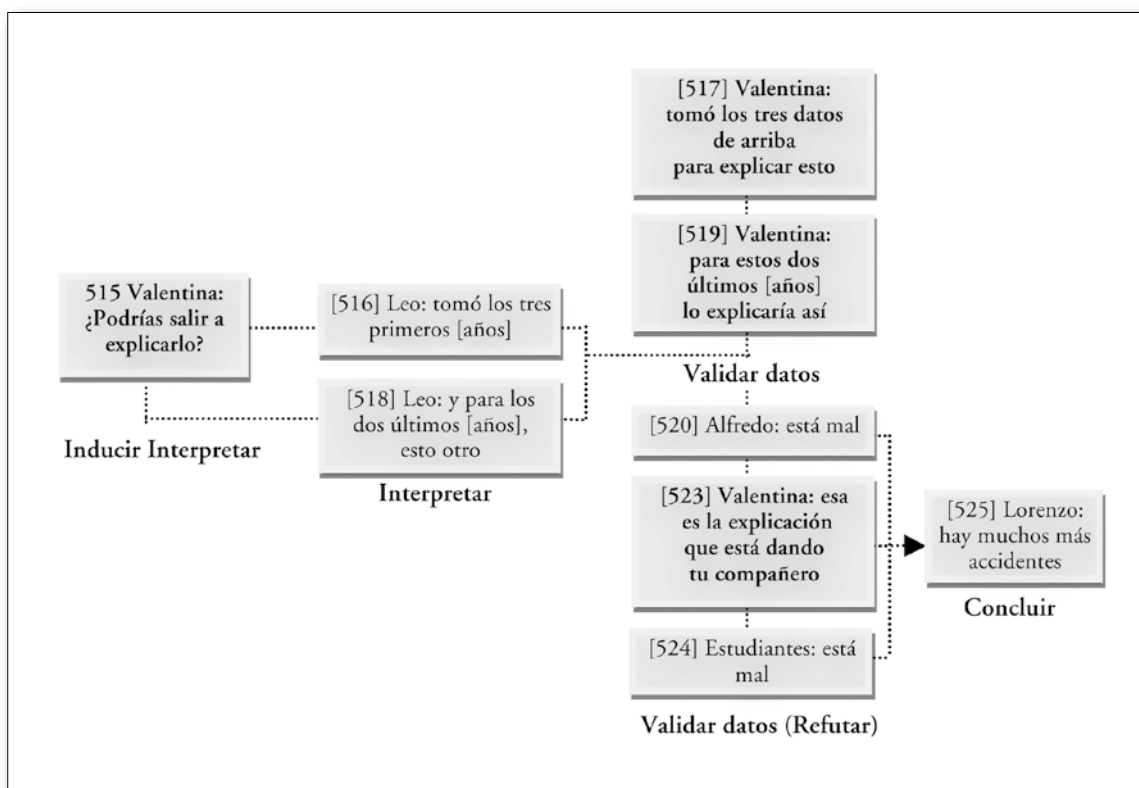 515 Valentina:
¿Podrías salir a
explicarlo?
Inducir Interpretar
[516] Leo: tomó los tres
primeros [años]
[518] Leo: y para los
dos últimos [años],
esto otro
Interpretar
[517] Valentina:
tomó los tres datos
de arriba
para explicar esto
[519] Valentina:
para estos dos
últimos [años]
lo explicaría así
Validar datos
[520] Alfredo: está mal
[523] Valentina: esa
es la explicación
que está dando
tu compañero
[524] Estudiantes: está
mal
Validar datos (Refutar)
[525] Lorenzo:
hay muchos más
accidentes
Concluir